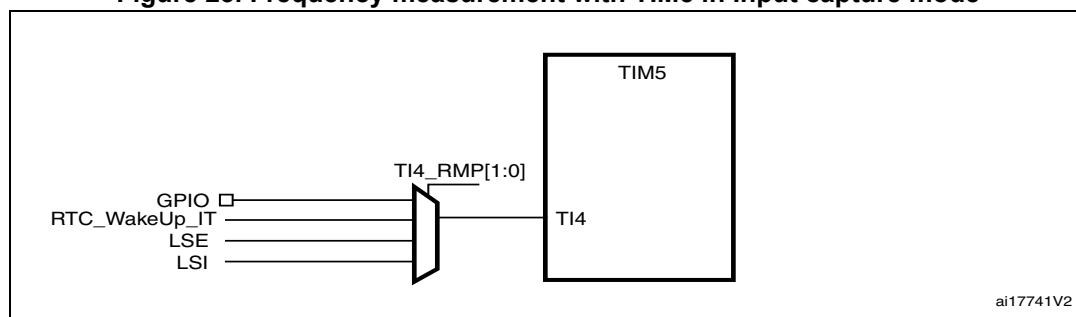 Figure 23. Frequency measurement with TIM5 in Input capture mode
TIM5
TI4_RMP[1:0]
GPIO
RTC_WakeUp_IT
TI4
LSE
LSI
ai17741V2